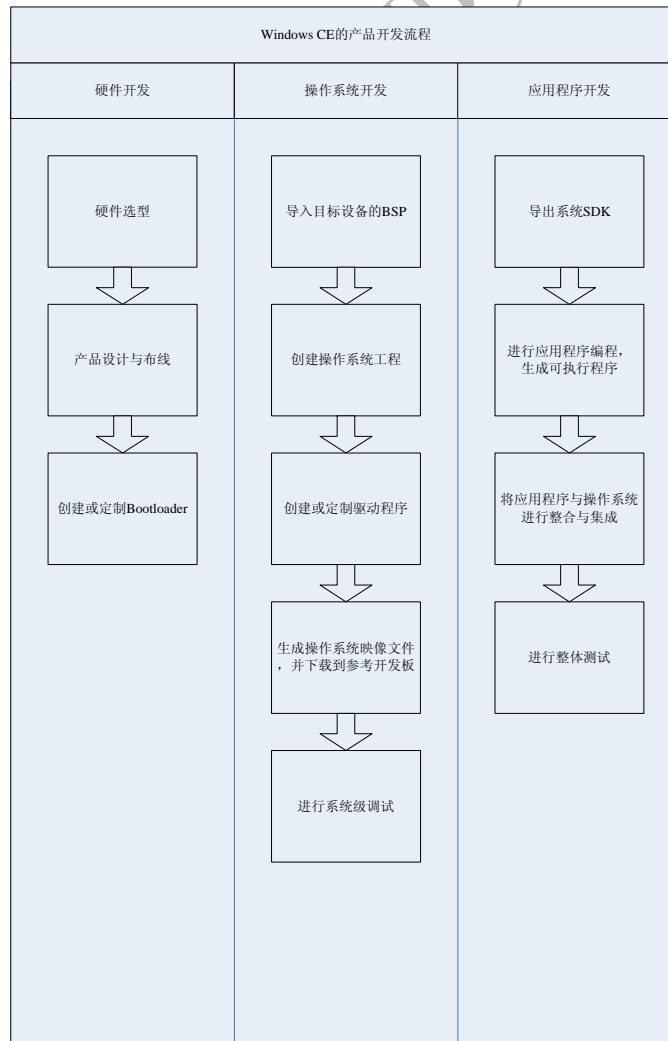 Windows CE的产品开发流程
硬件开发
操作系统开发
应用程序开发
硬件选型
产品设计与布线
创建或定制Bootloader
导入目标设备的BSP
创建操作系统工程
创建或定制驱动程序
生成操作系统映像文件
，并下载到参考开发板
进行系统级调试
导出系统SDK
进行应用程序编程，
生成可执行程序
将应用程序与操作系统
进行整合与集成
进行整体测试